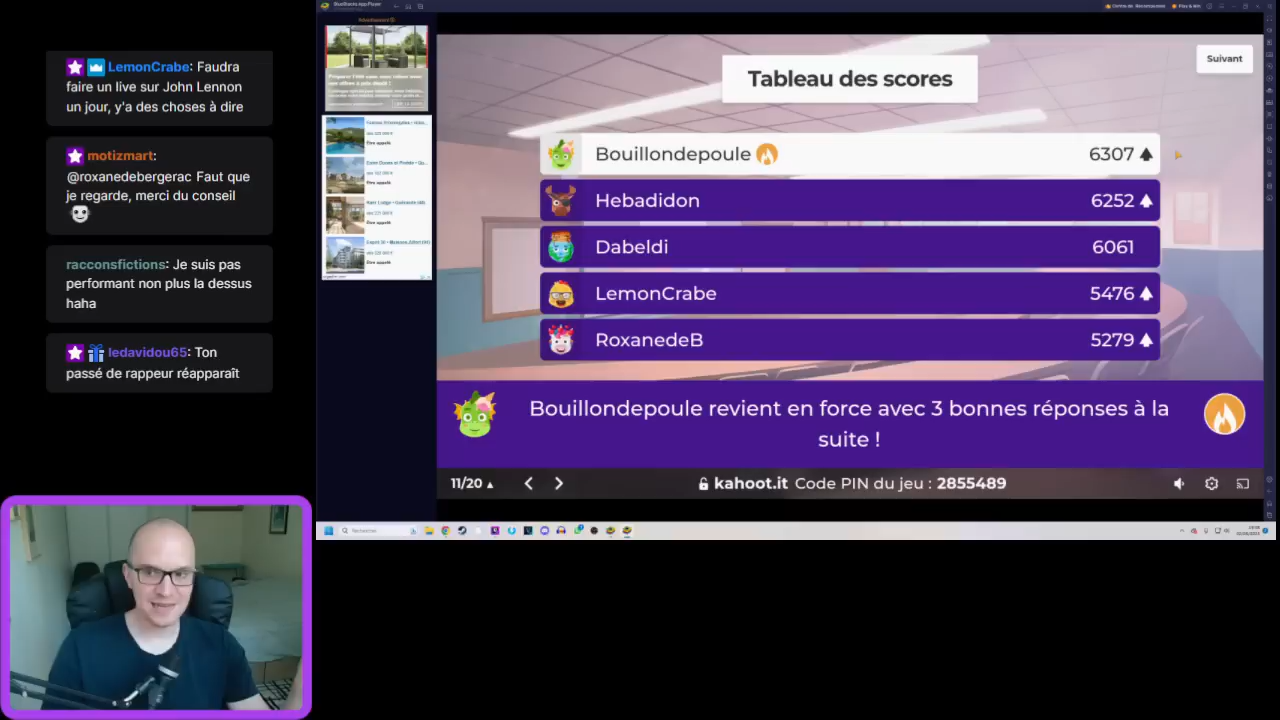 LemonCrabe: Faudra
faire un live sur John Lennon
un jour, y'a des choses à dire
motizmart:
@roxanedebergerac Faut que
je regarde, merci du conseil
raccoonfictions: Je suis pas
performant non plus la dessus
haha
ledavidou65: Ton
passé de rappeur réapparaît
Tableau des scores
Suivant
Bouillondepoule 6307
Hebadidon 6252
Dabeldi 6061
LemonCrabe 5476
RoxanedeB 5279
Bouillondepoule revient en force avec 3 bonnes réponses à la
suite !
11/20
kahoot.it Code PIN du jeu : 2855489
Rechercher